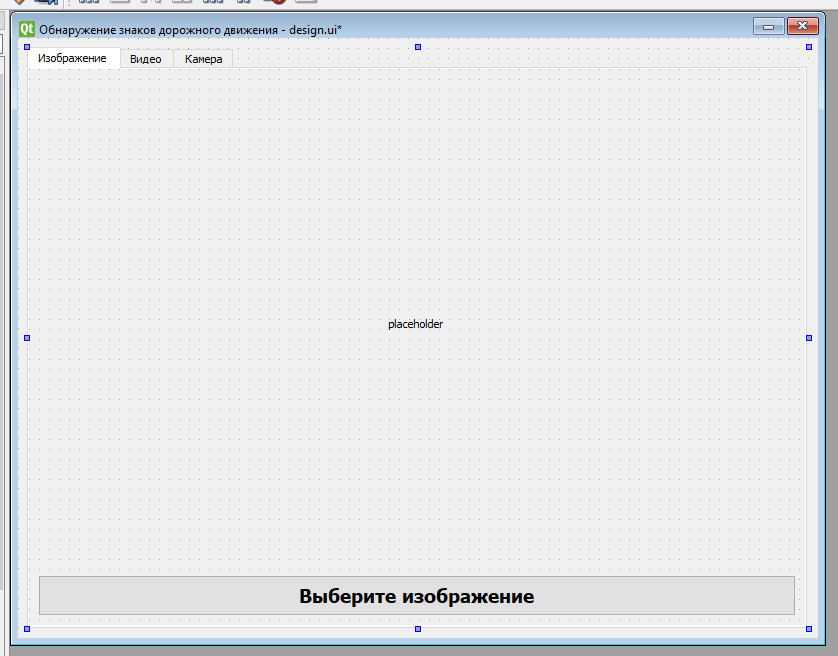 Qt Обнаружение знаков дорожного движения - design.ui*
Изображение Видео Камера
placeholder
Выберите изображение